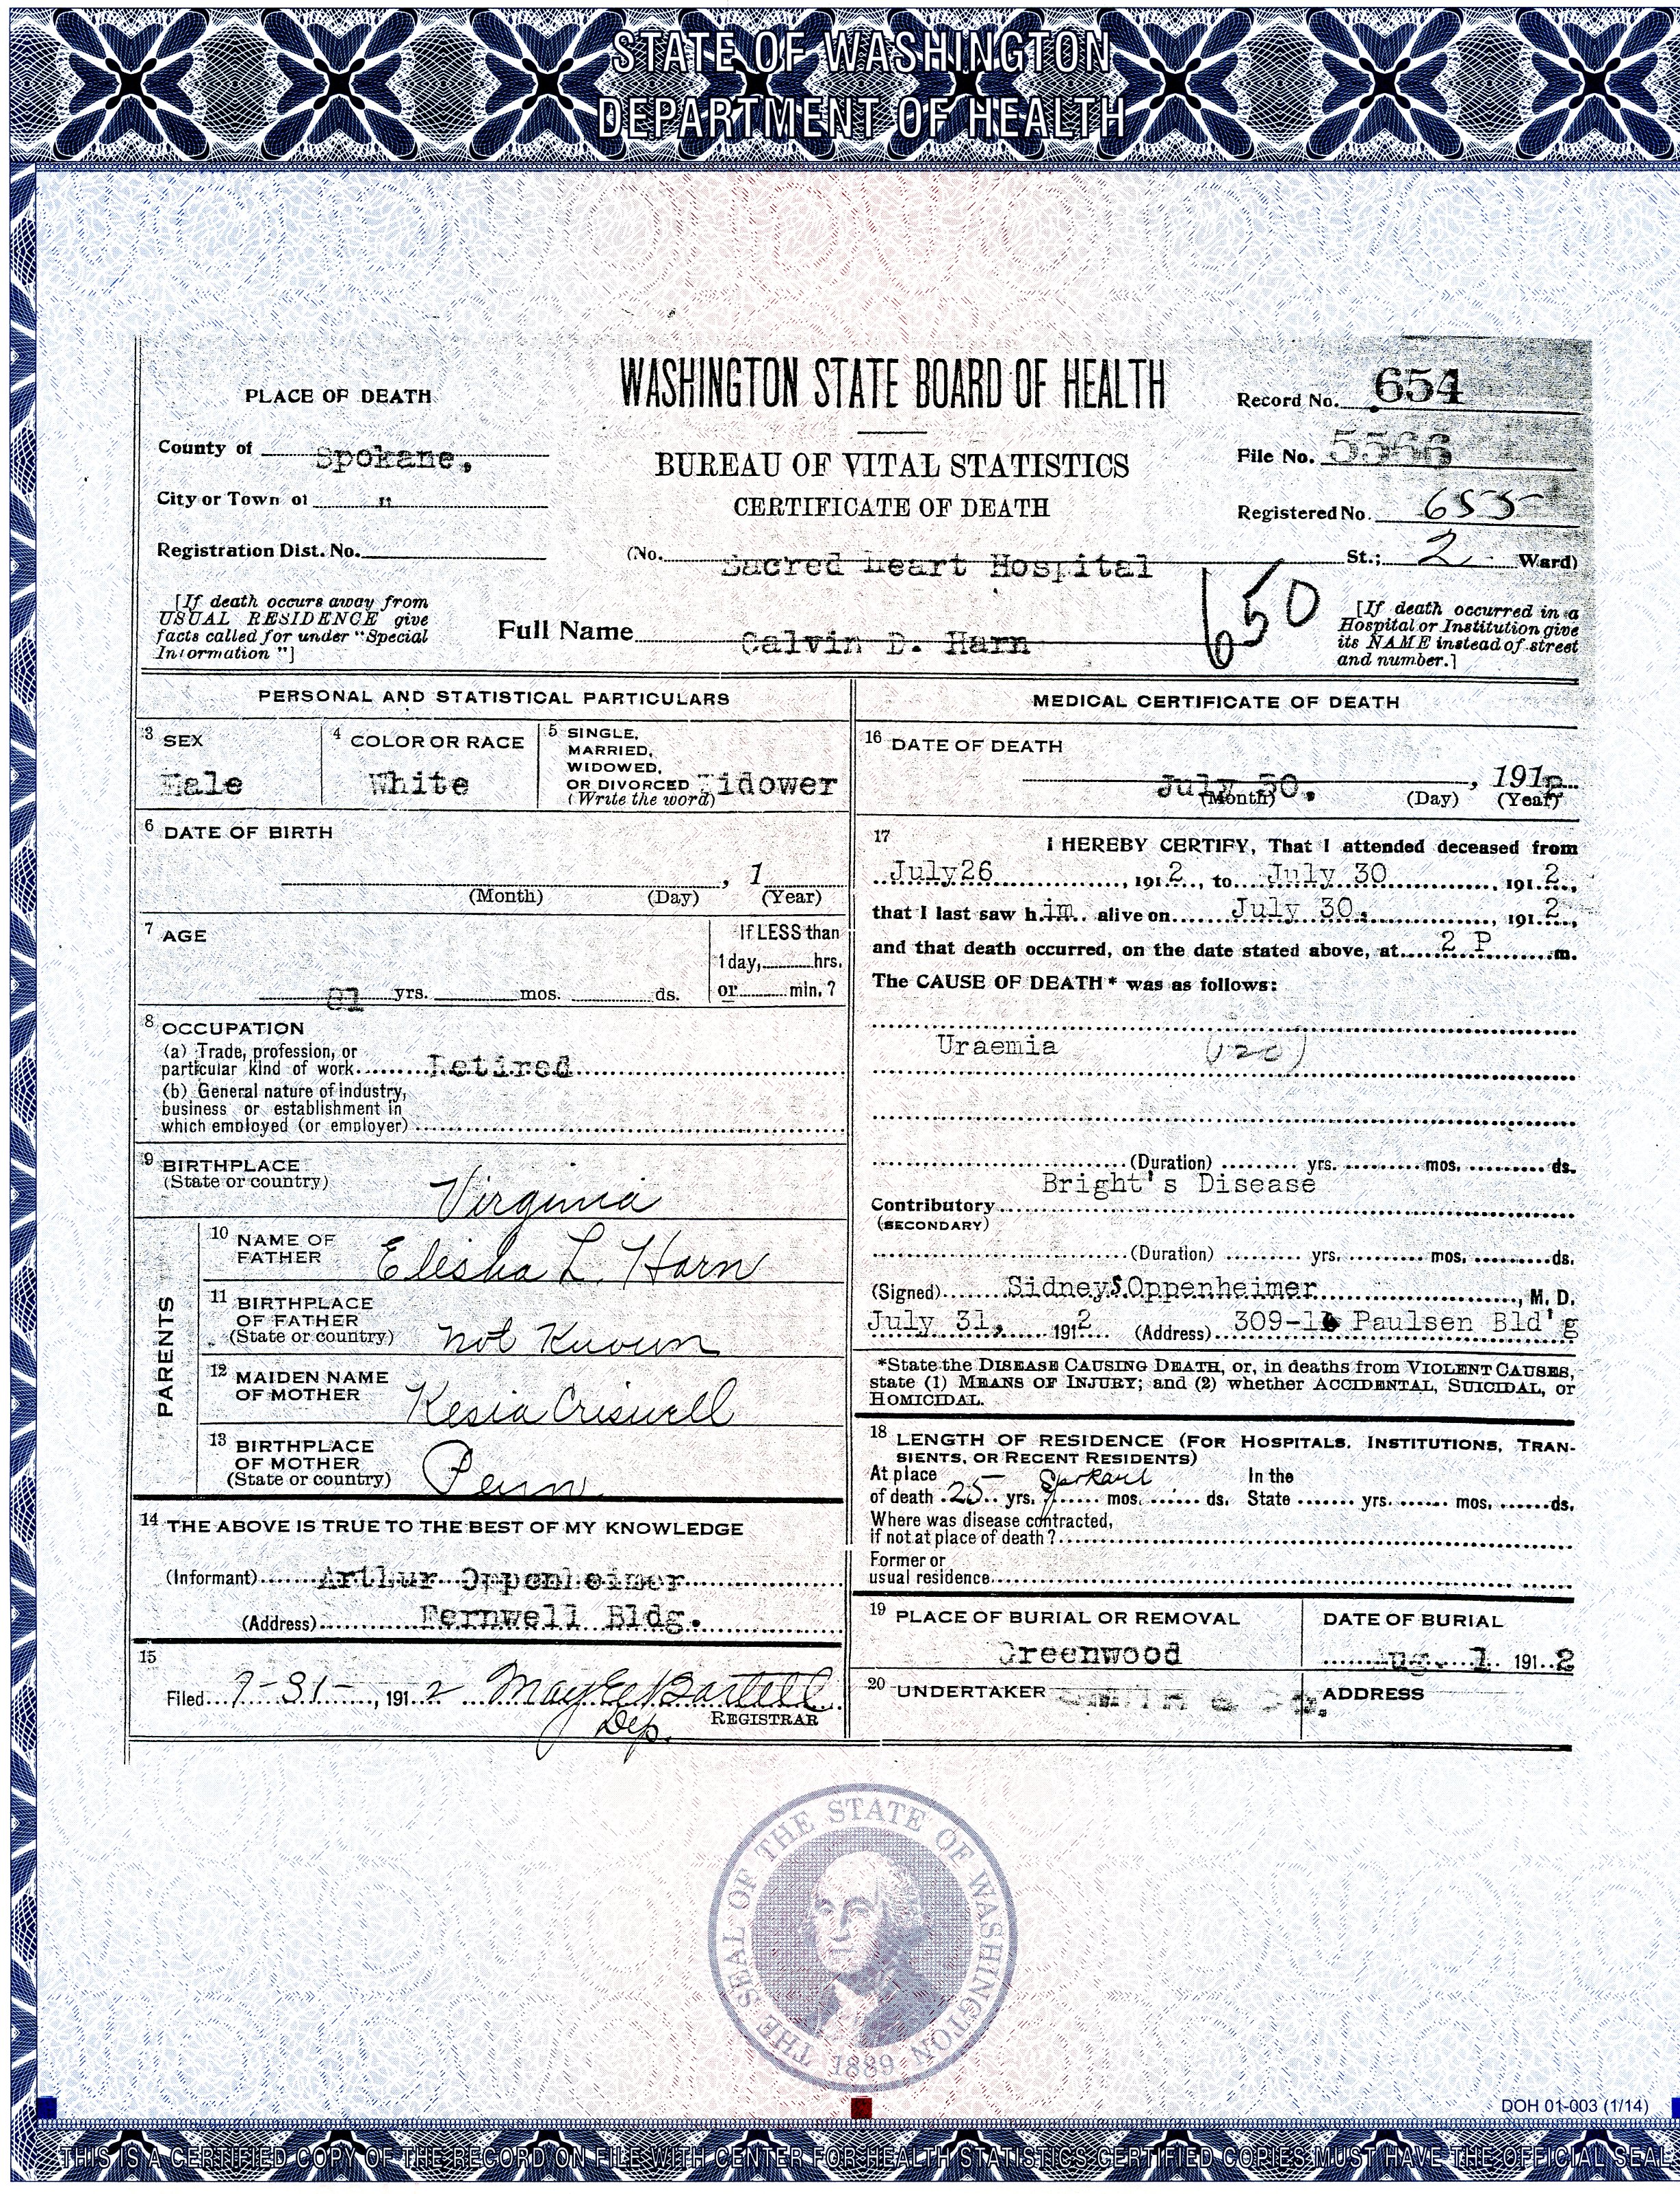 STATE OF WASHINGTON
DEPARTMENT OF HEALTH
WASHINGTON STATE BOARD OF HEALTH
BUREAU OF VITAL STATISTICS
CERTIFICATE OF DEATH
PLACE OF DEATH
County of Spokane,
City or Town of "
Registration Dist. No.
Record No. 654
File No. 5566
Registered No. 655
(No. Sacred Heart Hospital St.; 2 Ward)
[If death occurs away from
USUAL RESIDENCE give
facts called for under "Special
Information"]
Full Name Calvin D. Harn
650
[If death occurred in a
Hospital or Institution give
its NAME instead of street
and number.]
PERSONAL AND STATISTICAL PARTICULARS
3 SEX
Male
4 COLOR OR RACE
White
5 SINGLE,
MARRIED,
WIDOWED,
OR DIVORCED Widower
(Write the word)
6 DATE OF BIRTH
, 1
(Month) (Day) (Year)
7 AGE
81 yrs. mos. ds.
If LESS than
1 day, hrs.
or min. ?
8 OCCUPATION
(a) Trade, profession, or
particular kind of work Retired
(b) General nature of industry,
business or establishment in
which employed (or employer)
9 BIRTHPLACE
(State or country)
Virginia
PARENTS
10 NAME OF
FATHER
Elesha L. Harn
11 BIRTHPLACE
OF FATHER
(State or country)
not Known
12 MAIDEN NAME
OF MOTHER
Kesia Criswell
13 BIRTHPLACE
OF MOTHER
(State or country)
Penn
14 THE ABOVE IS TRUE TO THE BEST OF MY KNOWLEDGE
(Informant) Arthur Oppenheimer
(Address) Fernwell Bldg.
15
Filed 7-31-, 191 2 May E Bartell
Dep. REGISTRAR
MEDICAL CERTIFICATE OF DEATH
16 DATE OF DEATH
July 30, , 1912
(Month) (Day) (Year)
17 I HEREBY CERTIFY, That I attended deceased from
July26 , 191 2, to July 30 , 191 2,
that I last saw h im alive on July 30, , 191 2,
and that death occurred, on the date stated above, at 2 P m.
The CAUSE OF DEATH* was as follows:
Uraemia (120)
(Duration) yrs. mos. ds.
Bright's Disease
Contributory
(SECONDARY)
(Duration) yrs. mos. ds.
(Signed) Sidney S Oppenheimer , M. D.
July 31, 191 2 (Address) 309-1 Paulsen Bld'g
*State the DISEASE CAUSING DEATH, or, in deaths from VIOLENT CAUSES,
state (1) MEANS OF INJURY; and (2) whether ACCIDENTAL, SUICIDAL, or
HOMICIDAL.
18 LENGTH OF RESIDENCE (FOR HOSPITALS, INSTITUTIONS, TRAN-
SIENTS, OR RECENT RESIDENTS)
At place In the
of death 25 yrs. mos. ds. State yrs. mos. ds.
Where was disease contracted,
if not at place of death ?
Former or
usual residence
19 PLACE OF BURIAL OR REMOVAL
Greenwood
DATE OF BURIAL
Aug. 1 191 2
20 UNDERTAKER
Smith & Co.
ADDRESS
THE SEAL OF THE STATE OF WASHINGTON
1889
DOH 01-003 (1/14)
THIS IS A CERTIFIED COPY OF THE RECORD ON FILE WITH CENTER FOR HEALTH STATISTICS CERTIFIED COPIES MUST HAVE THE OFFICIAL SEAL